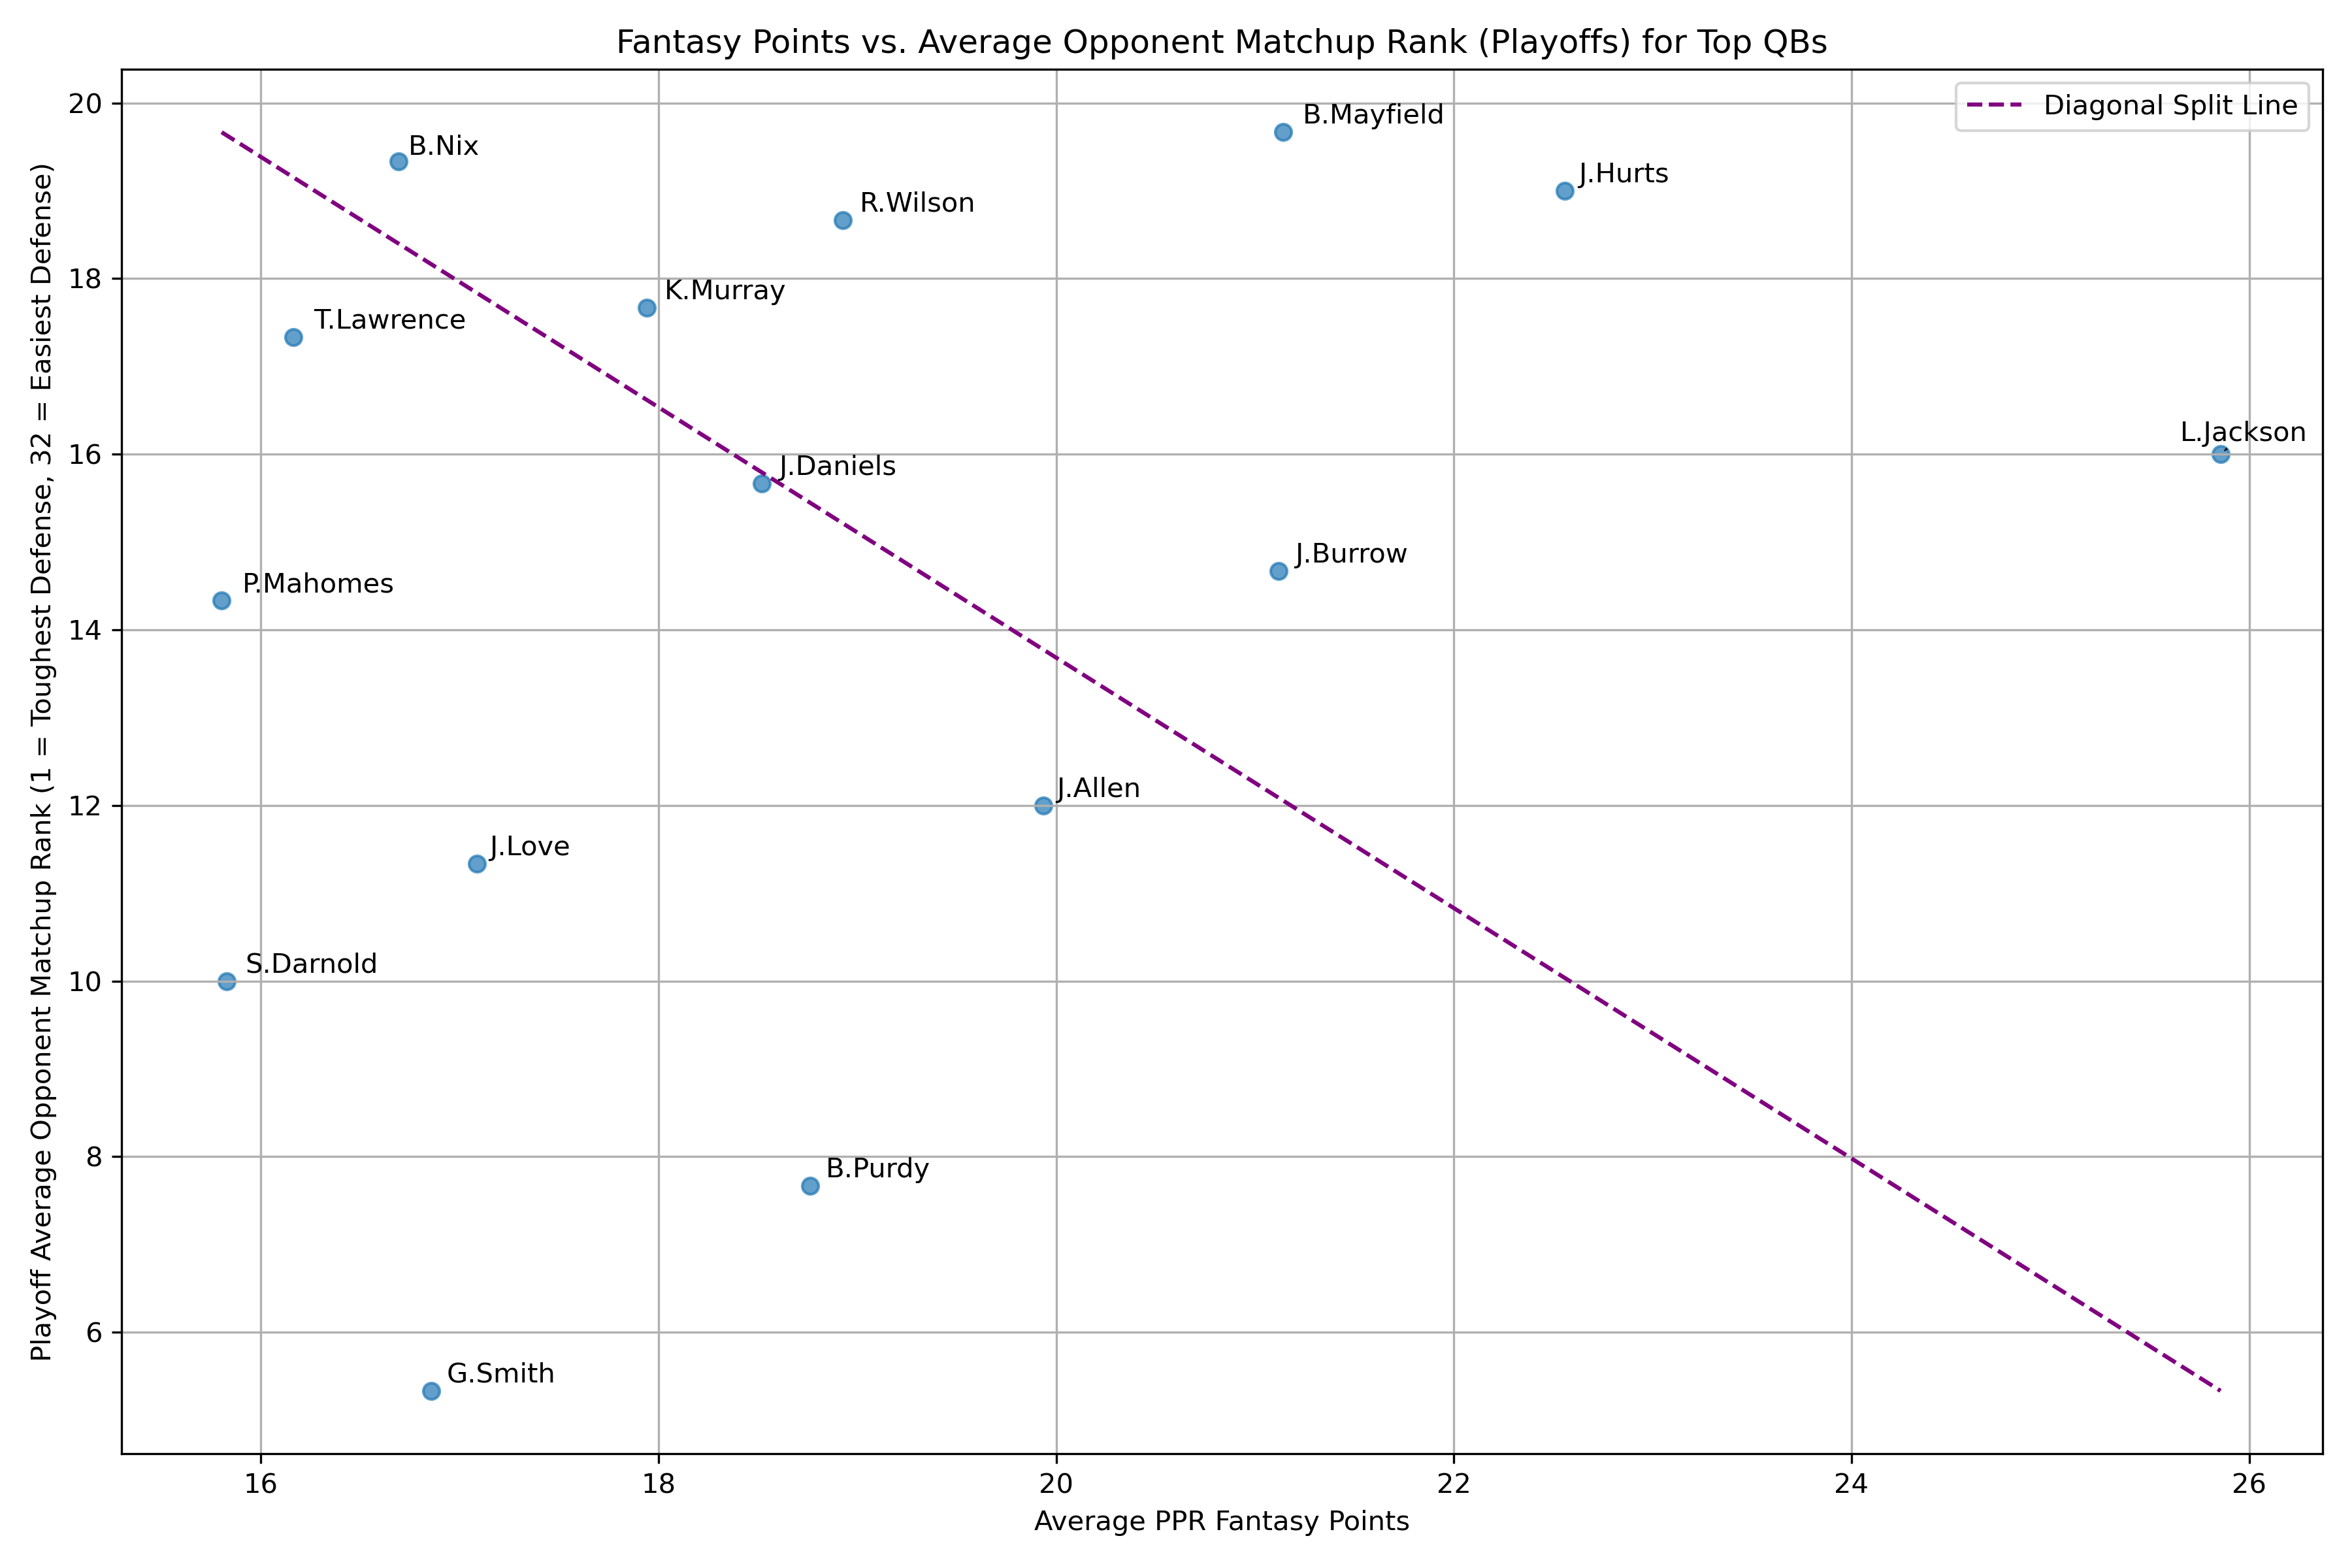 Fantasy Points vs. Average Opponent Matchup Rank (Playoffs) for Top QBs
Diagonal Split Line
Playoff Average Opponent Matchup Rank (1 = Toughest Defense, 32 = Easiest Defense)
20
18
16
14
12
10
8
6
B.Mayfield
B.Nix
J.Hurts
R.Wilson
K.Murray
T.Lawrence
L.Jackson
J.Daniels
J.Burrow
P.Mahomes
J.Allen
J.Love
S.Darnold
B.Purdy
G.Smith
16
18
20
22
24
26
Average PPR Fantasy Points